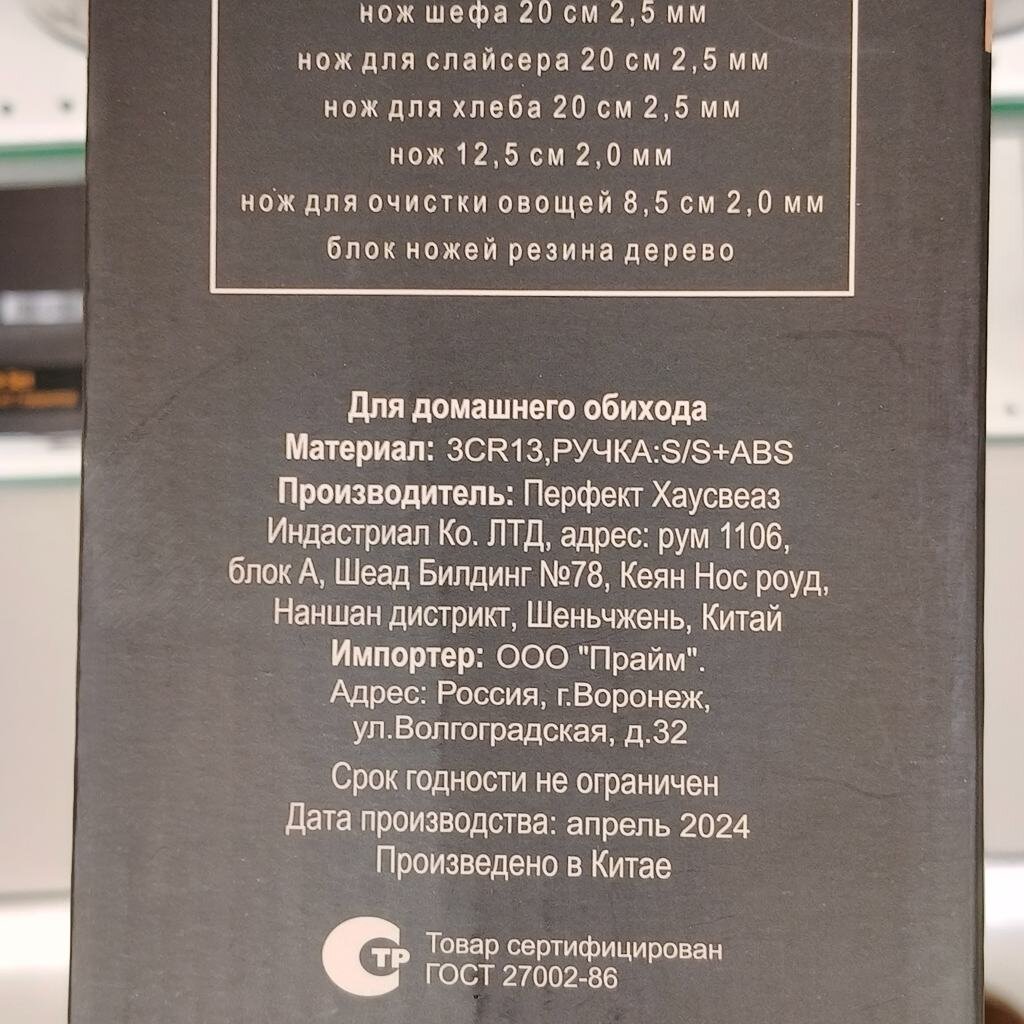 нож шефа 20 см 2,5 мм
нож для слайсера 20 см 2,5 мм
нож для хлеба 20 см 2,5 мм
нож 12,5 см 2,0 мм
нож для очистки овощей 8,5 см 2,0 мм
блок ножей резина дерево
Для домашнего обихода
Материал: 3CR13,РУЧКА:S/S+ABS
Производитель: Перфект Хаусвеаз
Индастриал Ко. ЛТД, адрес: рум 1106,
блок А, Шеад Билдинг №78, Кеян Нос роуд,
Наншан дистрикт, Шеньчжень, Китай
Импортер: ООО "Прайм".
Адрес: Россия, г.Воронеж,
ул.Волгоградская, д.32
Срок годности не ограничен
Дата производства: апрель 2024
Произведено в Китае
СТР Товар сертифицирован
ГОСТ 27002-86